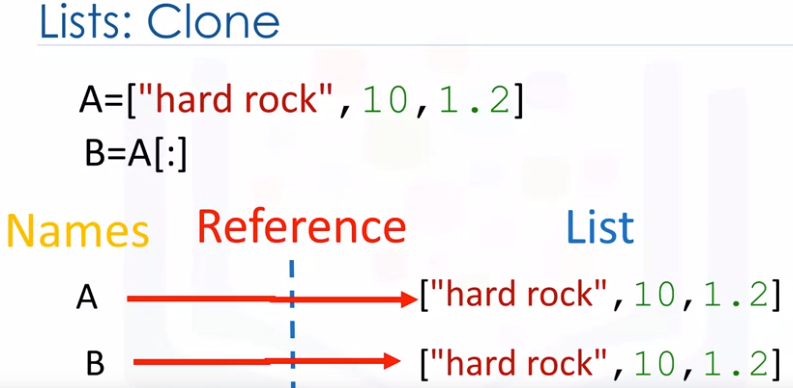 Lists: Clone
A=["hard rock",10,1.2]
B=A[:]
Names Reference List
A ["hard rock",10,1.2]
B ["hard rock",10,1.2]